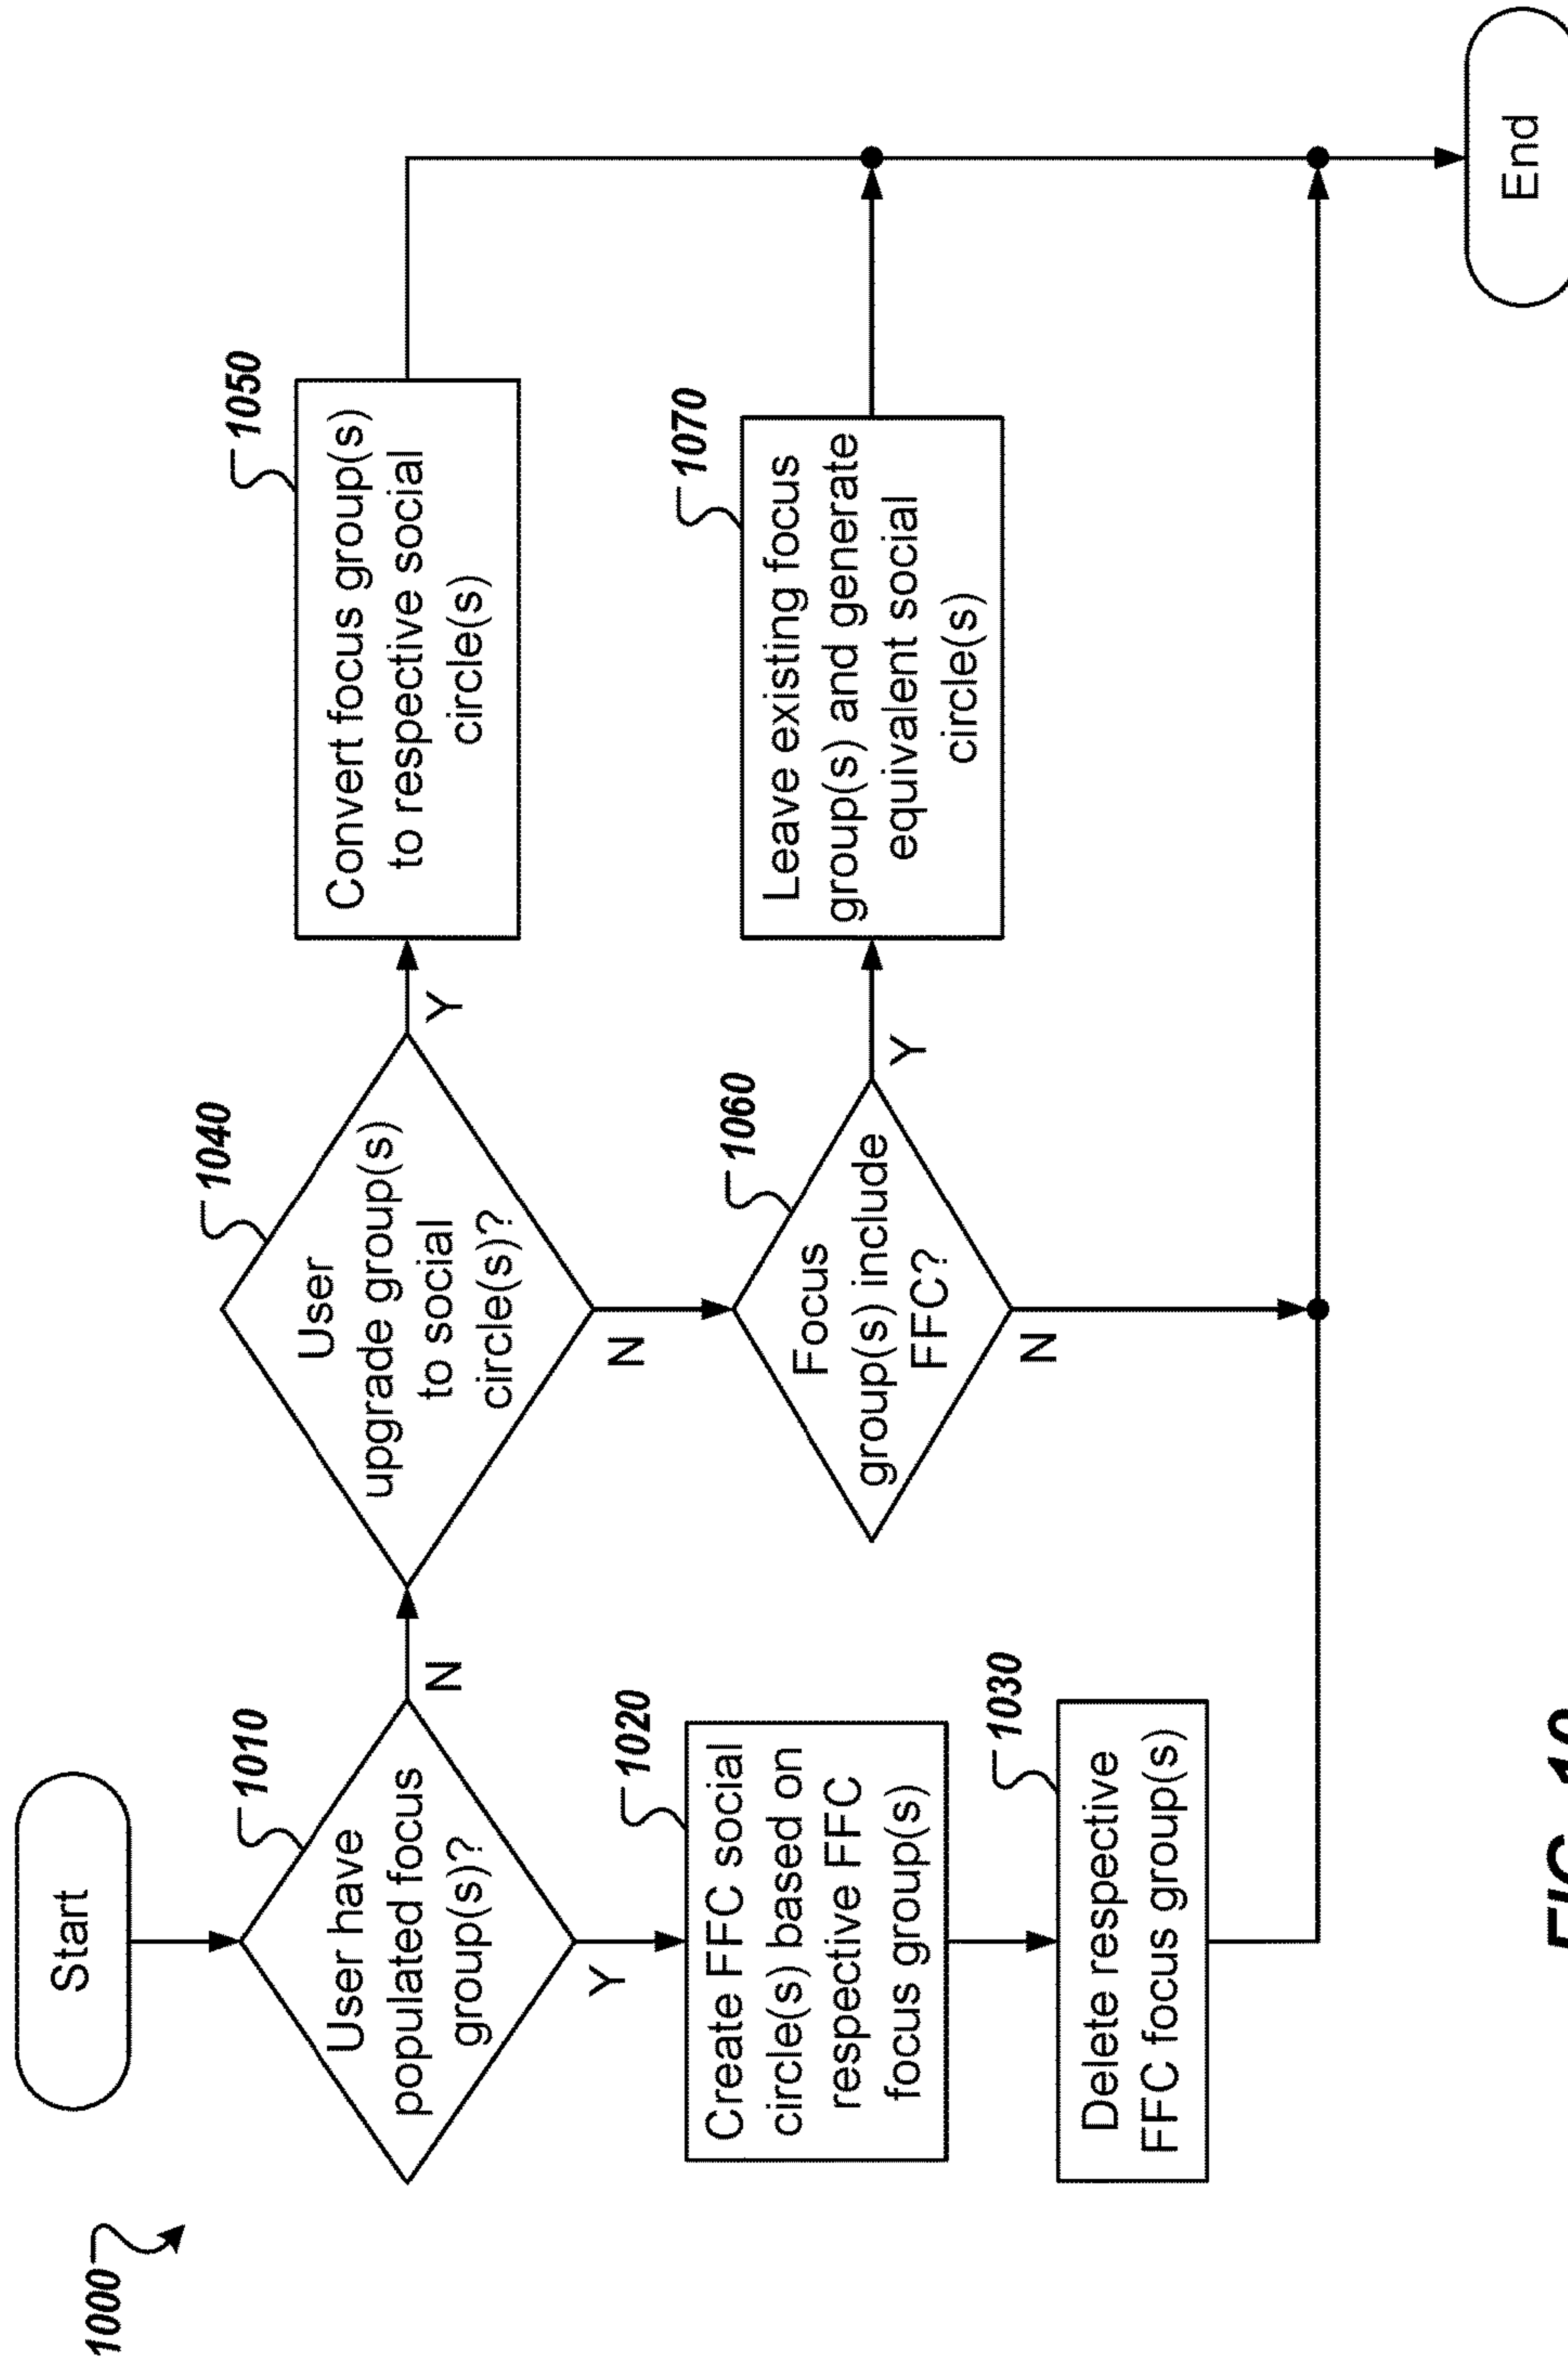 1000
Start
1010
User have
populated focus
group(s)?
Y
N
1020
Create FFC social
circle(s) based on
respective FFC
focus group(s)
1030
Delete respective
FFC focus group(s)
1040
User
upgrade group(s)
to social
circle(s)?
Y
N
1050
Convert focus group(s)
to respective social
circle(s)
1060
Focus
group(s) include
FFC?
Y
N
1070
Leave existing focus
group(s) and generate
equivalent social
circle(s)
End
FIG. 10